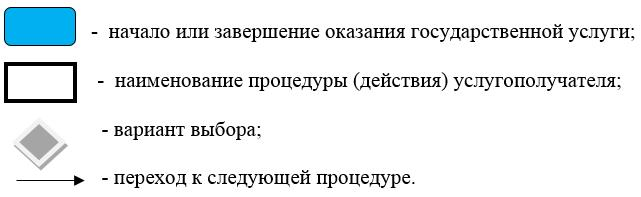 - начало или завершение оказания государственной услуги;
- наименование процедуры (действия) услугополучателя;
- вариант выбора;
- переход к следующей процедуре.